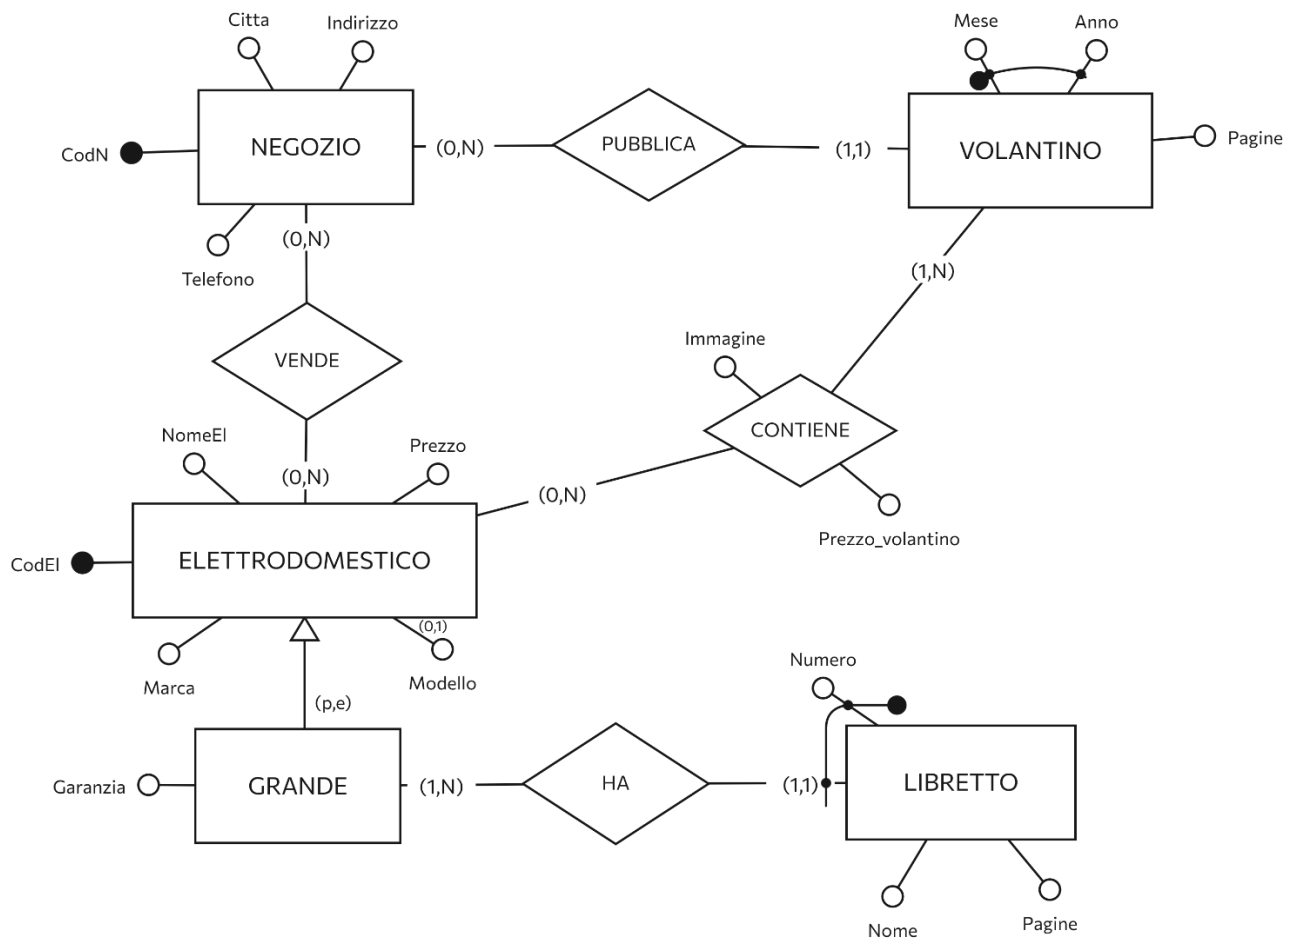 Citta
Indirizzo
Mese
Anno
CodN
NEGOZIO
(0,N)
PUBBLICA
(1,1)
VOLANTINO
Pagine
(0,N)
Telefono
(1,N)
VENDE
Immagine
CONTIENE
NomeEl
Prezzo
(0,N)
(0,N)
Prezzo_volantino
CodEl
ELETTRODOMESTICO
(0,1)
Marca
Modello
Numero
(p,e)
Garanzia
GRANDE
(1,N)
HA
(1,1)
LIBRETTO
Nome
Pagine